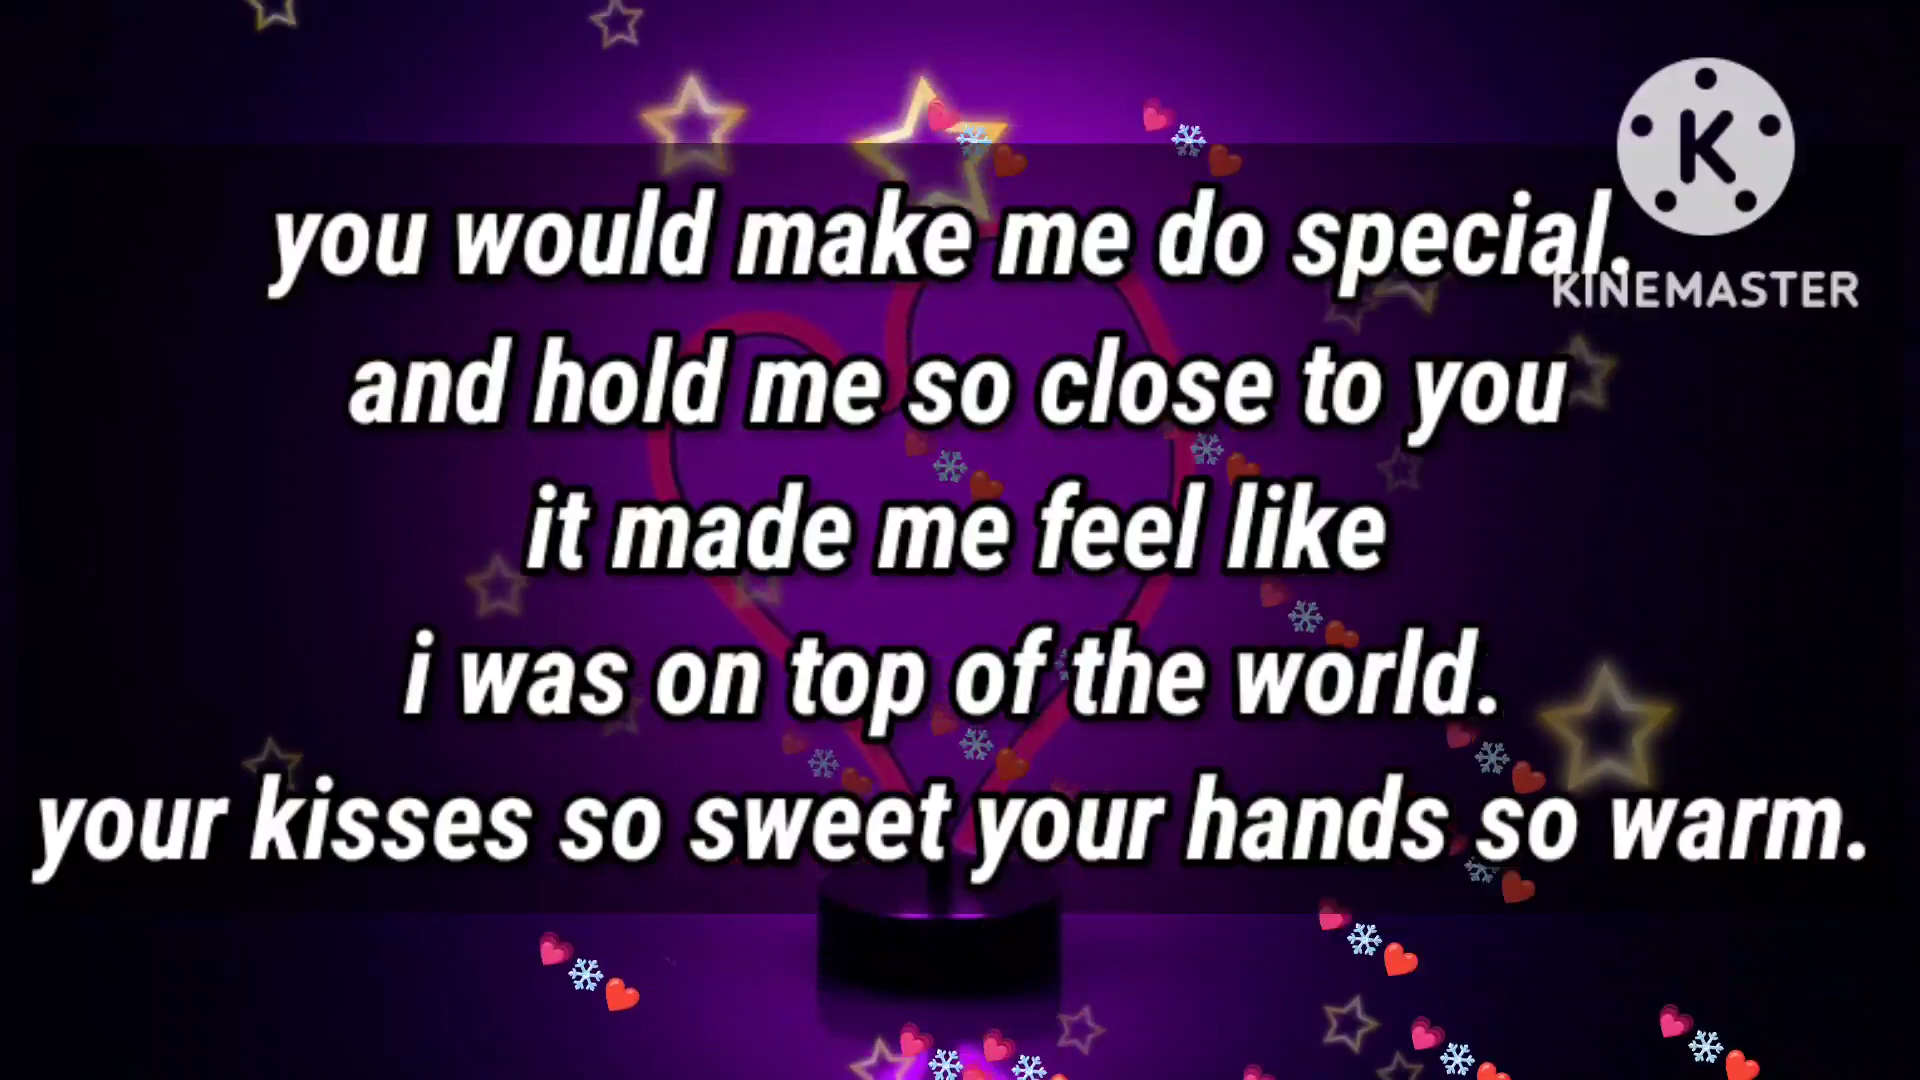 K
KINEMASTER
you would make me do special.
and hold me so close to you
it made me feel like
i was on top of the world.
your kisses so sweet your hands so warm.